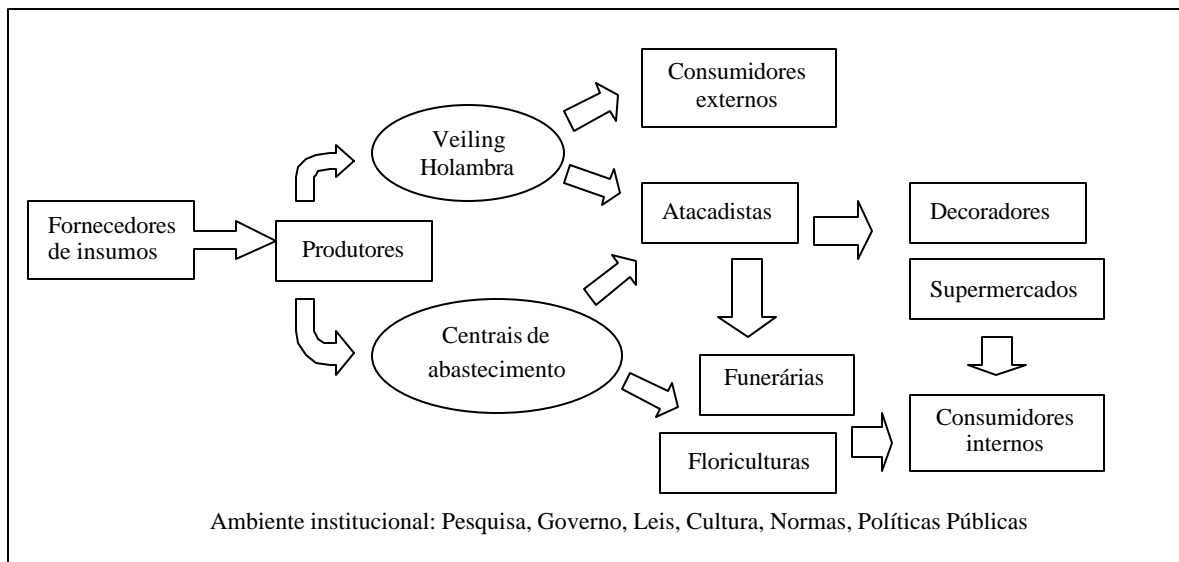 Fornecedores
de insumos
Produtores
Veiling
Holambra
Centrais de
abastecimento
Consumidores
externos
Atacadistas
Decoradores
Supermercados
Funerárias
Floriculturas
Consumidores
internos
Ambiente institucional: Pesquisa, Governo, Leis, Cultura, Normas, Políticas Públicas